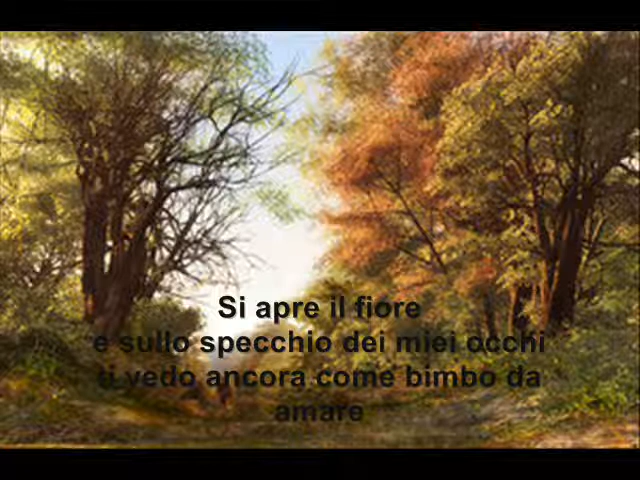 Si apre il fiore
e sullo specchio dei miei occhi
ti vedo ancora come bimbo da
amare